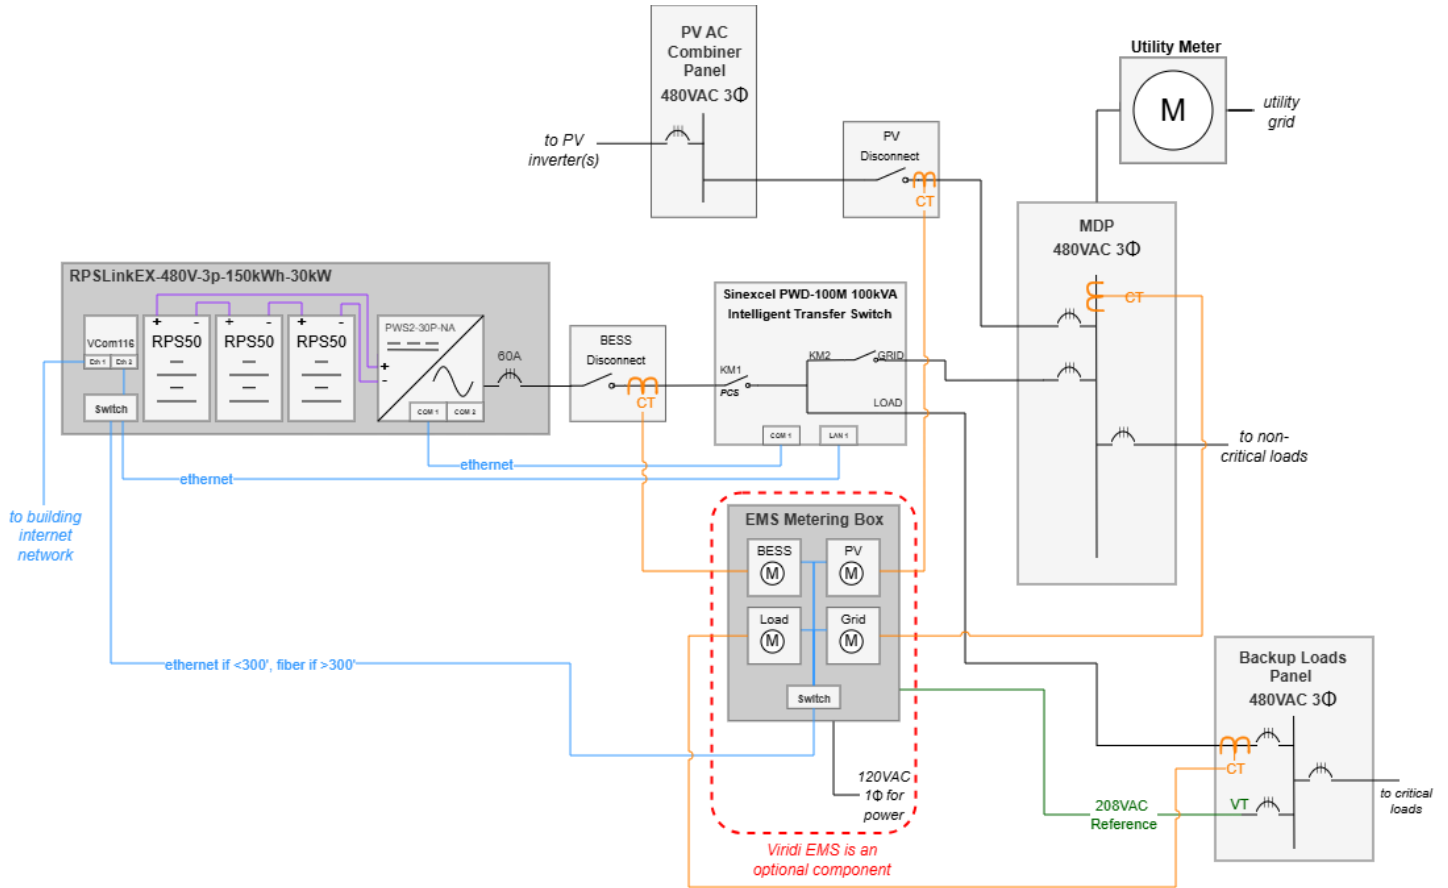 PV AC
Combiner
Panel
480VAC 3Φ
to PV
inverter(s)
PV
Disconnect
CT
Utility Meter
M
utility
grid
MDP
480VAC 3Φ
CT
to non-
critical loads
RPSLinkEX-480V-3p-150kWh-30kW
VCom116
Eth 1
Eth 2
Switch
+ -
RPS50
+ -
RPS50
+ -
RPS50
PWS2-30P-NA
+
-
COM 1
COM 2
60A
BESS
Disconnect
CT
Sinexcel PWD-100M 100kVA
Intelligent Transfer Switch
KM1
PCS
KM2
GRID
LOAD
COM 1
LAN 1
ethernet
ethernet
to building
internet
network
ethernet if <300', fiber if >300'
EMS Metering Box
BESS
M
PV
M
Load
M
Grid
M
Switch
120VAC
1Φ for
power
Viridi EMS is an
optional component
208VAC
Reference
Backup Loads
Panel
480VAC 3Φ
CT
VT
to critical
loads